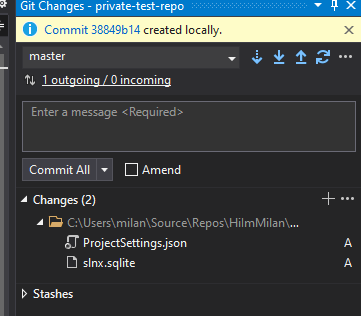 Git Changes - private-test-repo
Commit 38849b14 created locally.
master
1 outgoing / 0 incoming
Enter a message <Required>
Commit All
Amend
Changes (2)
C:\Users\milan\Source\Repos\HilmMilan\...
ProjectSettings.json A
slnx.sqlite A
Stashes